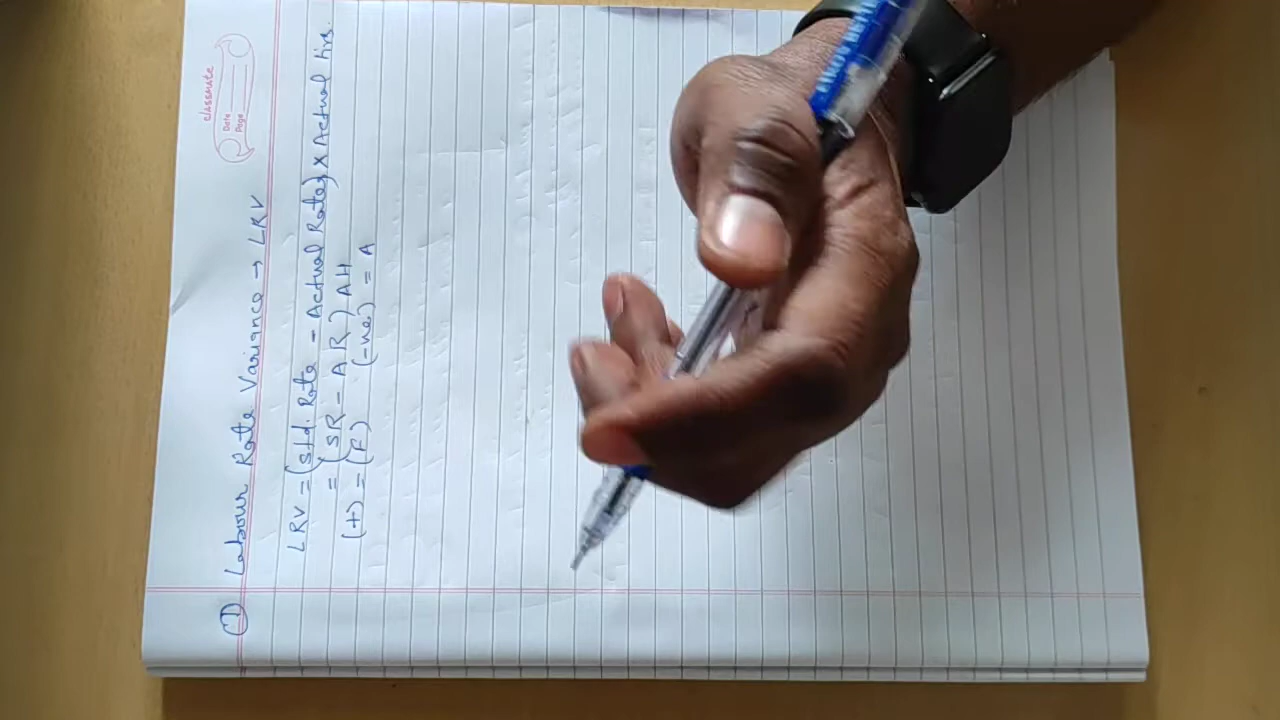 classmate
Date
Page
① Labour Rate Variance → LRV
LRV = (Std. Rate - Actual Rate) × Actual Hrs.
= (SR - AR) AH
(+) = (F) (-ve) = A